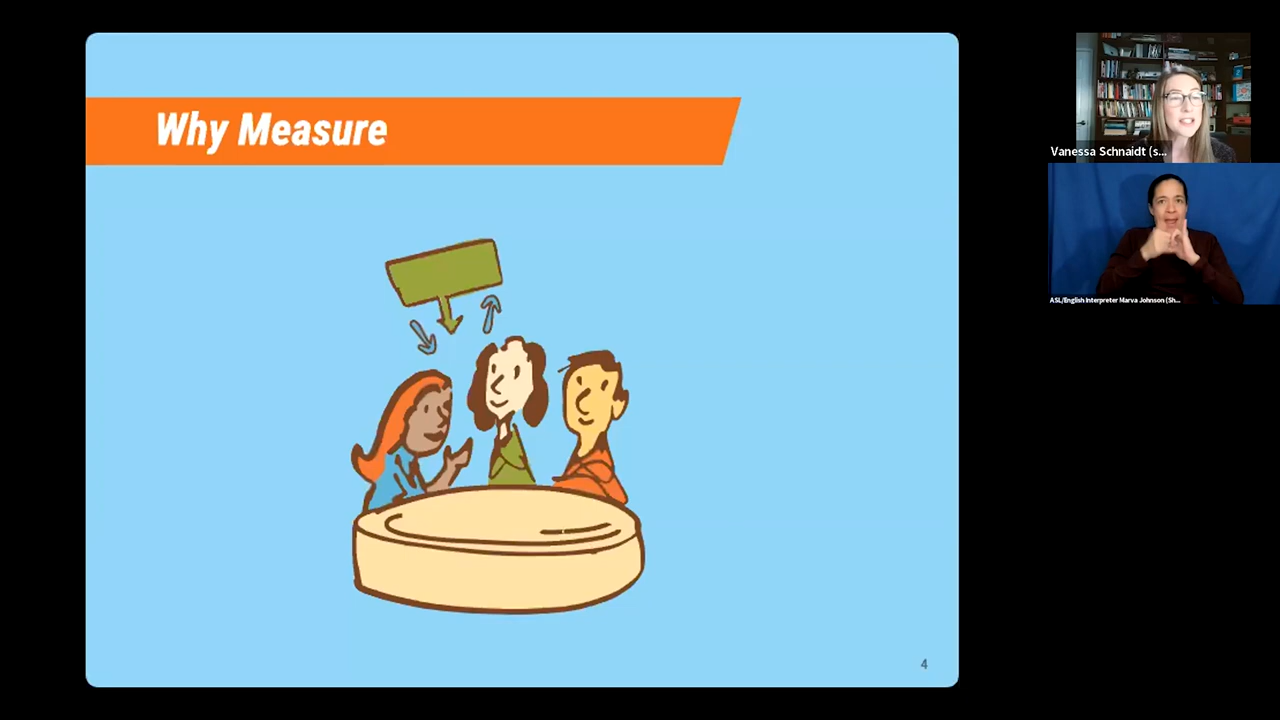 Why Measure
4
Vanessa Schnaidt (s...
ASL/English Interpreter Marva Johnson (Sh...